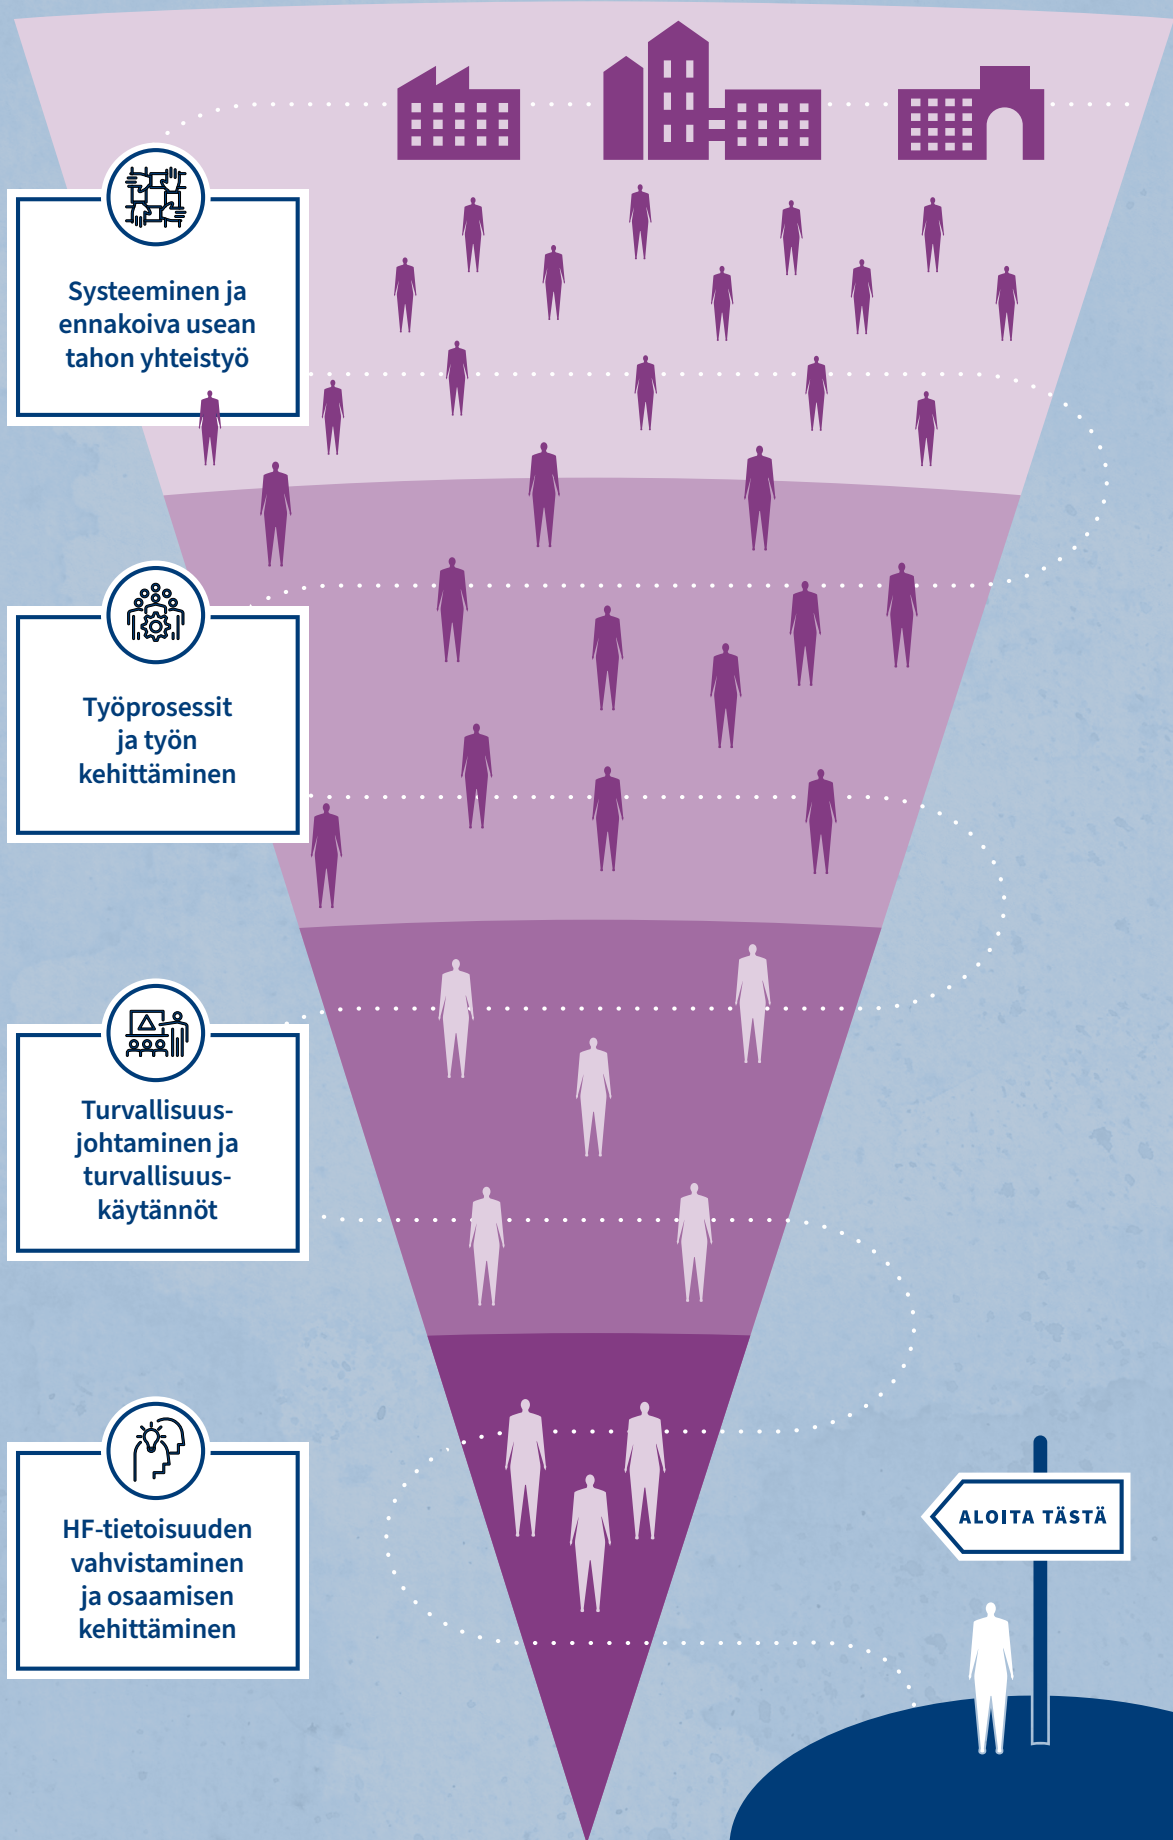 Systeeminen ja
ennakoiva usean
tahon yhteistyö
Työprosessit
ja työn
kehittäminen
Turvallisuus-
johtaminen ja
turvallisuus-
käytännöt
HF-tietoisuuden
vahvistaminen
ja osaamisen
kehittäminen
ALOITA TÄSTÄ